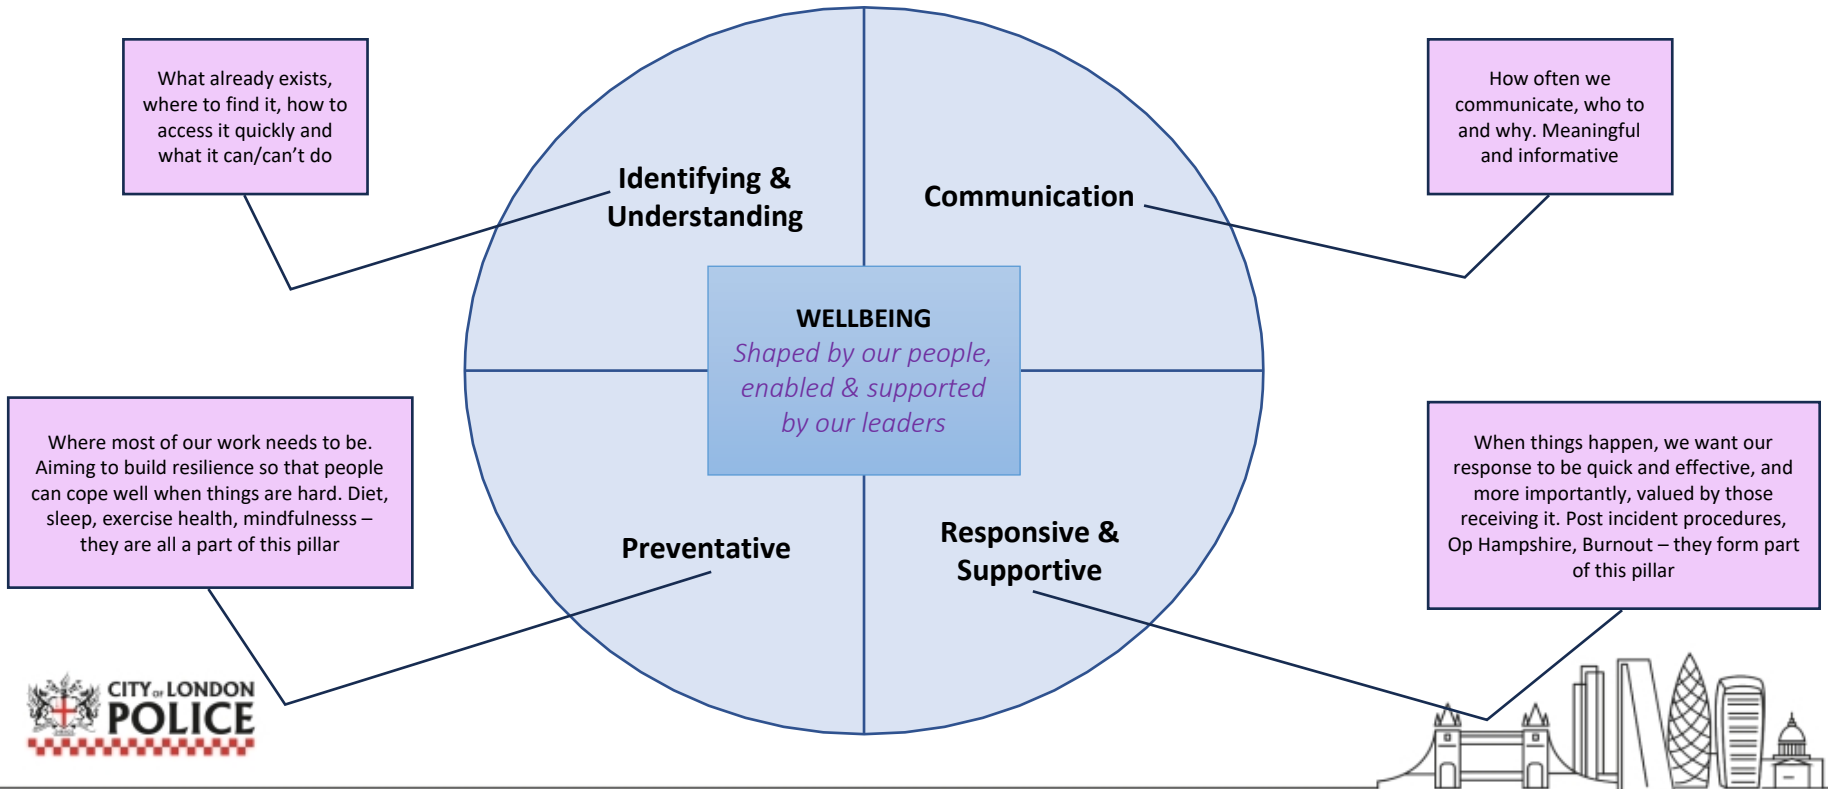 What already exists,
where to find it, how to
access it quickly and
what it can/can’t do
How often we
communicate, who to
and why. Meaningful
and informative
Identifying &
Understanding
Communication
WELLBEING
Shaped by our people,
enabled & supported
by our leaders
Where most of our work needs to be.
Aiming to build resilience so that people
can cope well when things are hard. Diet,
sleep, exercise health, mindfulnesss –
they are all a part of this pillar
When things happen, we want our
response to be quick and effective, and
more importantly, valued by those
receiving it. Post incident procedures,
Op Hampshire, Burnout – they form part
of this pillar
Preventative
Responsive &
Supportive
CITY OF LONDON
POLICE